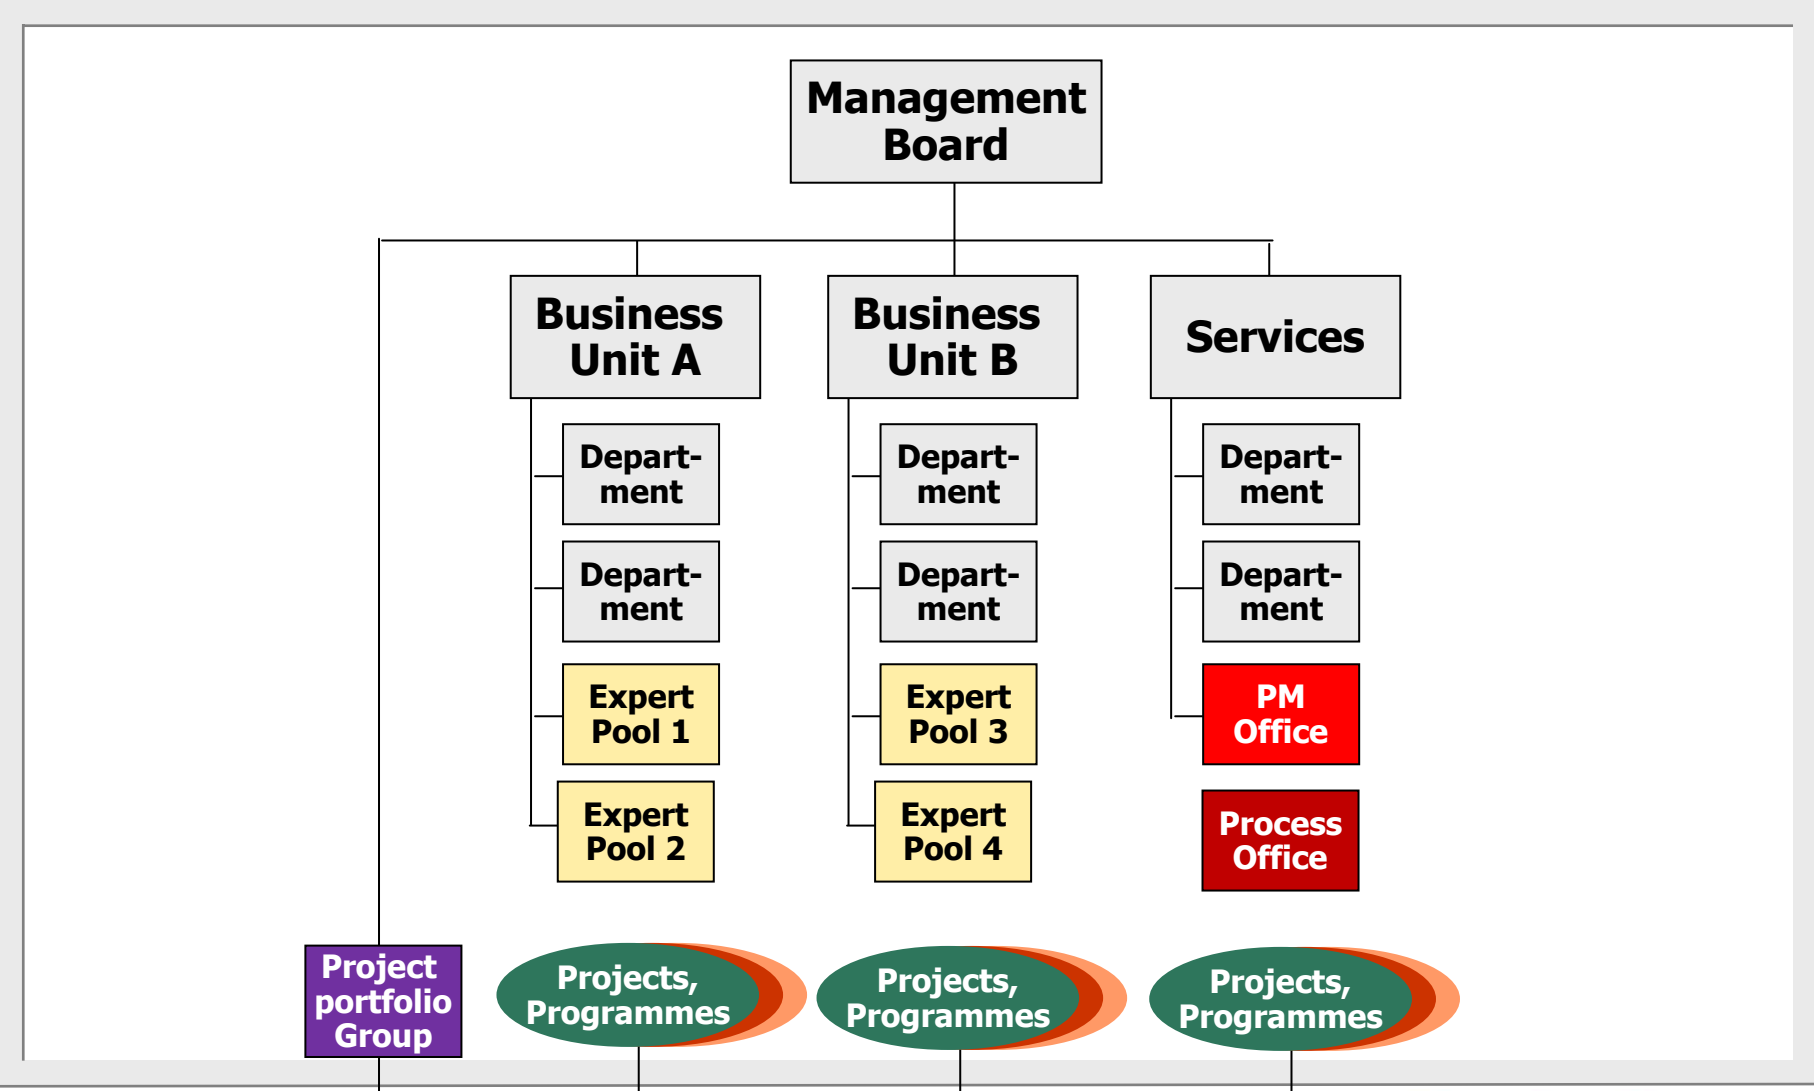 Management
Board
Business
Unit A
Business
Unit B
Services
Depart-
ment
Depart-
ment
Depart-
ment
Depart-
ment
Depart-
ment
Depart-
ment
Expert
Pool 1
Expert
Pool 3
PM
Office
Expert
Pool 2
Expert
Pool 4
Process
Office
Project
portfolio
Group
Projects,
Programmes
Projects,
Programmes
Projects,
Programmes